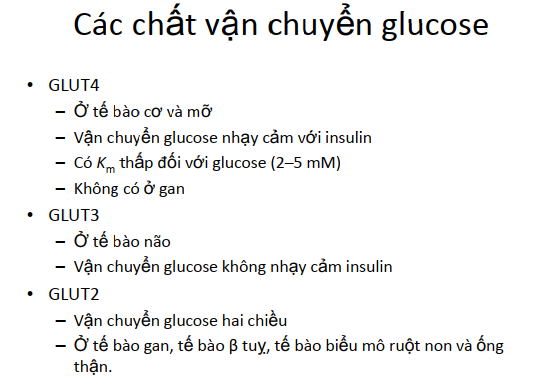 Các chất vận chuyển glucose
• GLUT4
– Ở tế bào cơ và mỡ
– Vận chuyển glucose nhạy cảm với insulin
– Có Km thấp đối với glucose (2–5 mM)
– Không có ở gan
• GLUT3
– Ở tế bào não
– Vận chuyển glucose không nhạy cảm insulin
• GLUT2
– Vận chuyển glucose hai chiều
– Ở tế bào gan, tế bào β tuỵ, tế bào biểu mô ruột non và ống
thận.